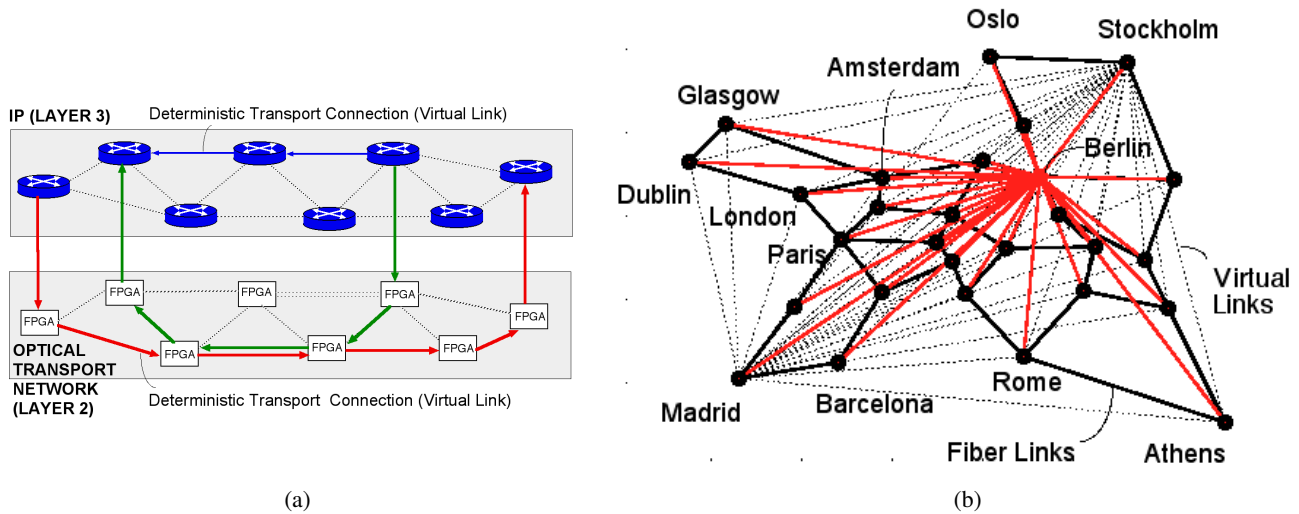 IP (LAYER 3)
Deterministic Transport Connection (Virtual Link)
FPGA
FPGA
FPGA
FPGA
FPGA
FPGA
FPGA
FPGA
OPTICAL
TRANSPORT
NETWORK
(LAYER 2)
Deterministic Transport Connection (Virtual Link)
(a)
Oslo
Stockholm
Amsterdam
Glasgow
Berlin
Dublin
London
Paris
Virtual
Links
Rome
Madrid
Barcelona
Fiber Links
Athens
(b)